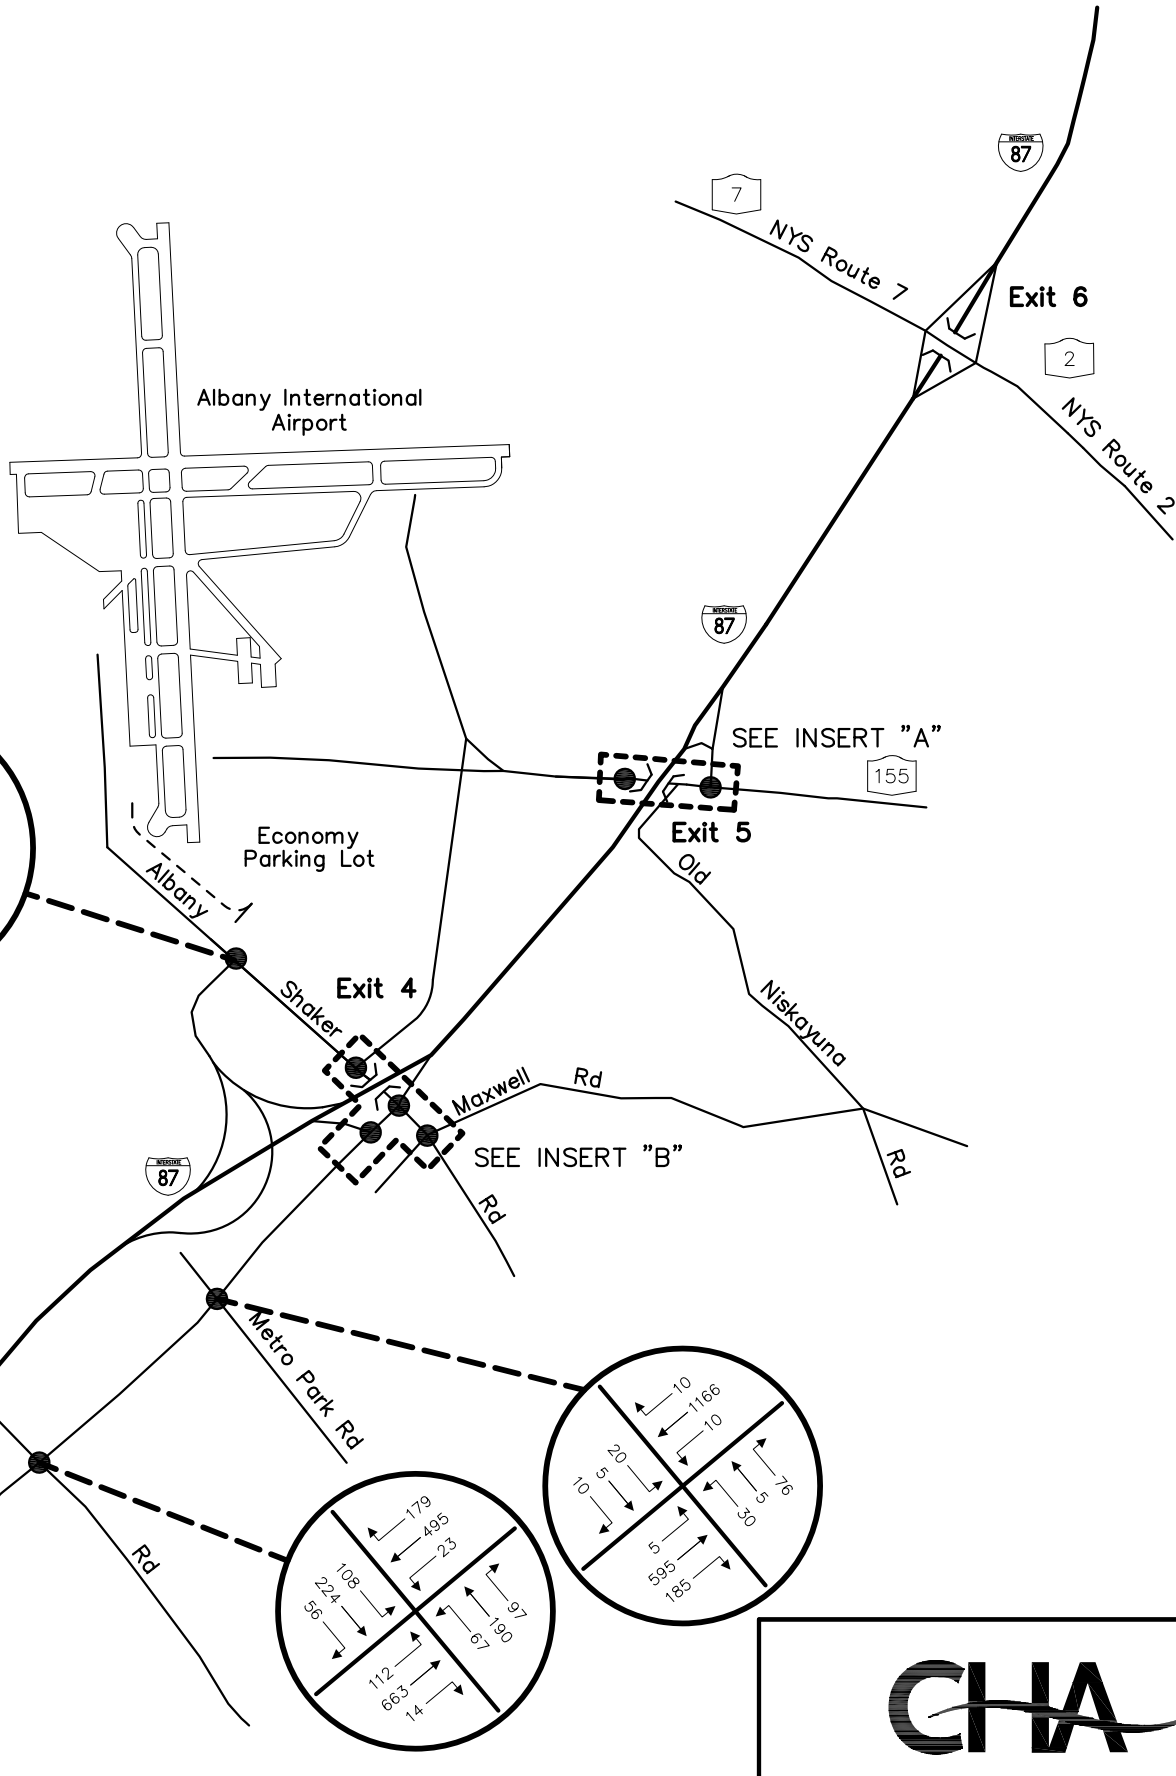 INTERSTATE
87
7
NYS Route 7
Exit 6
2
NYS Route 2
Albany International
Airport
INTERSTATE
87
SEE INSERT "A"
155
Exit 5
Economy
Parking Lot
Albany
Shaker
Rd
Exit 4
Old
Niskayuna
Rd
Maxwell
Rd
SEE INSERT "B"
INTERSTATE
87
Metro Park Rd
10
1166
10
20
5
10
76
5
30
5
595
185
Rd
179
495
23
108
224
56
97
190
67
112
663
14
CHA